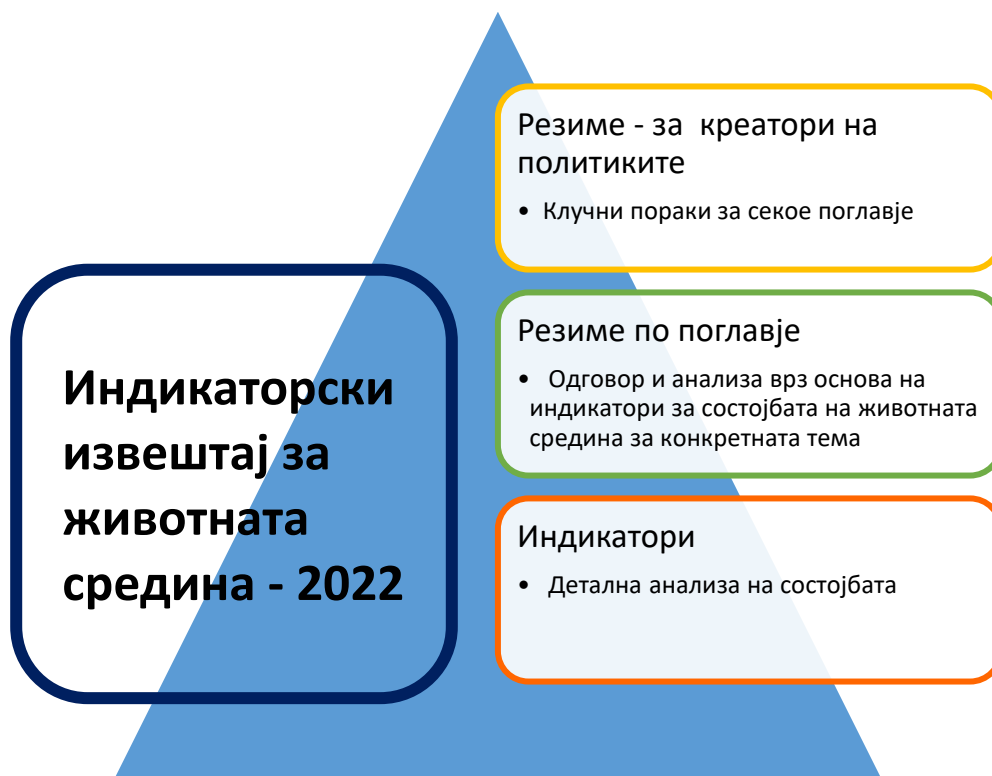 Индикаторски
извештај за
животната
средина - 2022
Резиме - за креатори на
политиките
• Клучни пораки за секое поглавје
Резиме по поглавје
• Одговор и анализа врз основа на
индикатори за состојбата на животната
средина за конкретната тема
Индикатори
• Детална анализа на состојбата